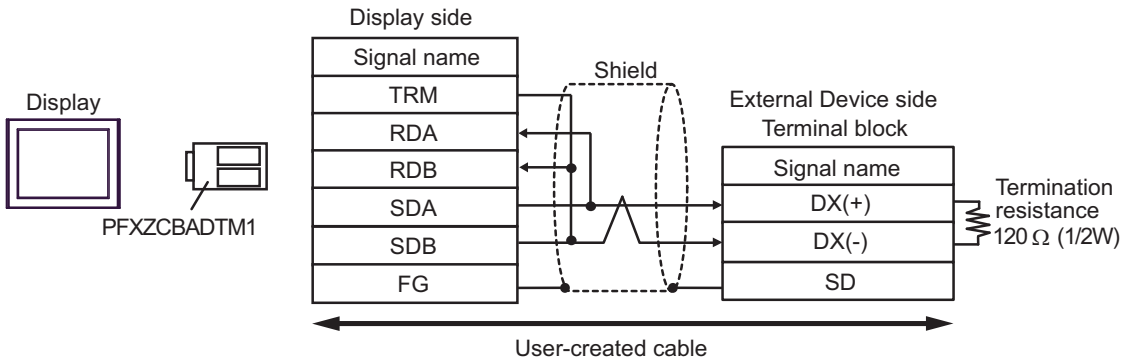 Display side
Signal name
TRM
RDA
RDB
SDA
SDB
FG
Shield
Display
PFXZCBADTM1
External Device side
Terminal block
Signal name
DX(+)
DX(-)
SD
Termination
resistance
120 Ω (1/2W)
User-created cable